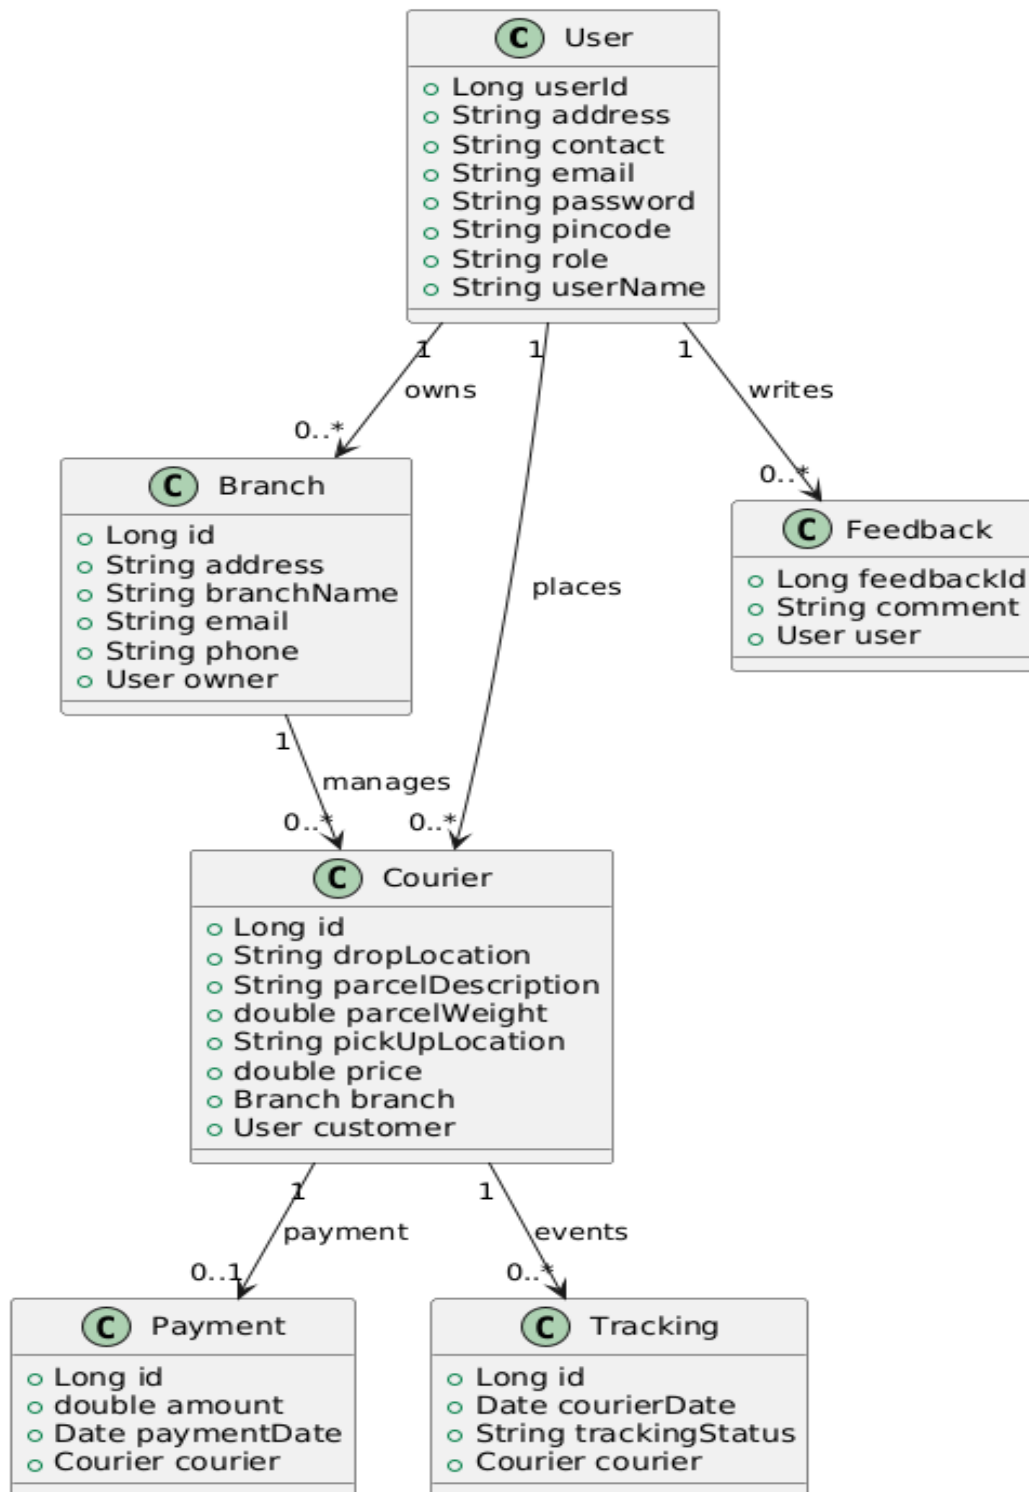 C User
Long userId
String address
String contact
String email
String password
String pincode
String role
String userName
1
1
1
owns
writes
0..*
0..*
C Branch
Long id
String address
String branchName
String email
String phone
User owner
C Feedback
Long feedbackId
String comment
User user
places
1
manages
0..*
0..*
C Courier
Long id
String dropLocation
String parcelDescription
double parcelWeight
String pickUpLocation
double price
Branch branch
User customer
1
1
payment
events
0..1
0..*
C Payment
Long id
double amount
Date paymentDate
Courier courier
C Tracking
Long id
Date courierDate
String trackingStatus
Courier courier